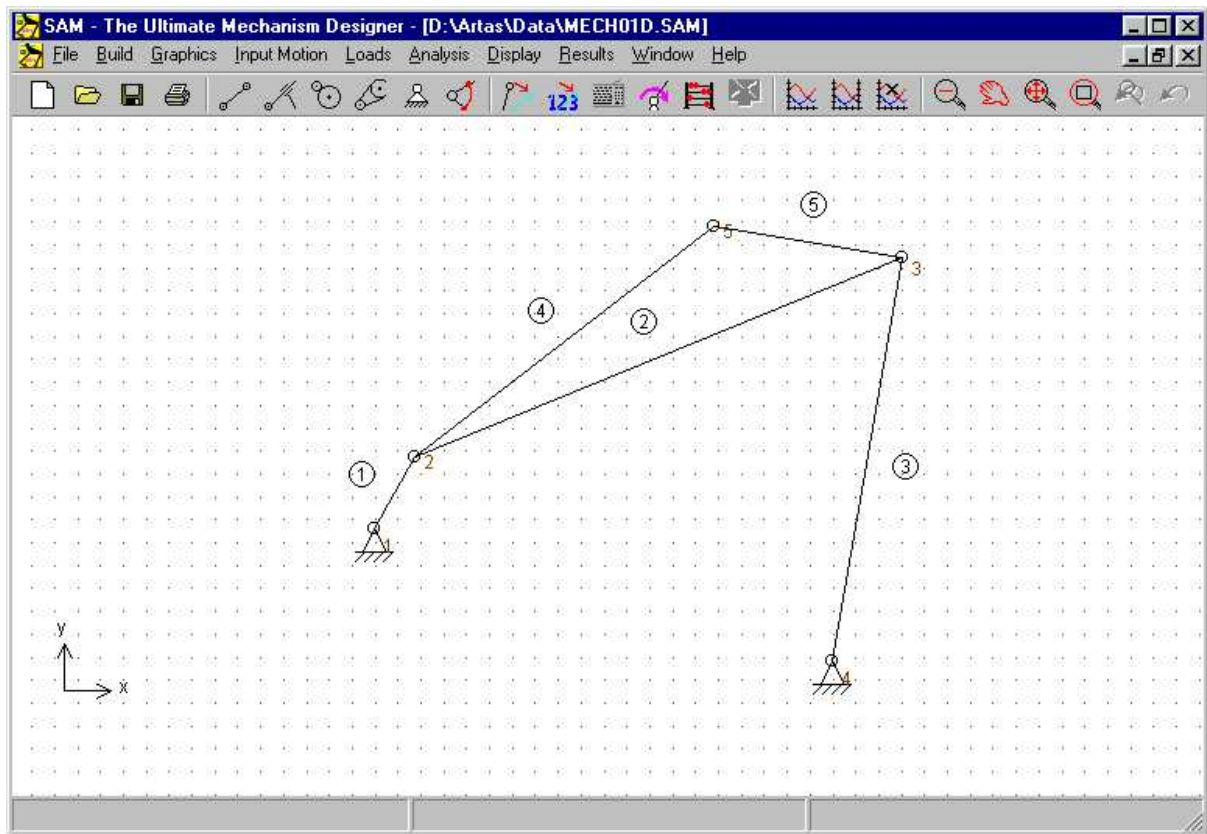 SAM - The Ultimate Mechanism Designer - [D:\Artas\Data\MECH01D.SAM]
File Build Graphics Input Motion Loads Analysis Display Results Window Help
123
5
5
3
4
2
2
1
3
1
4
y
x